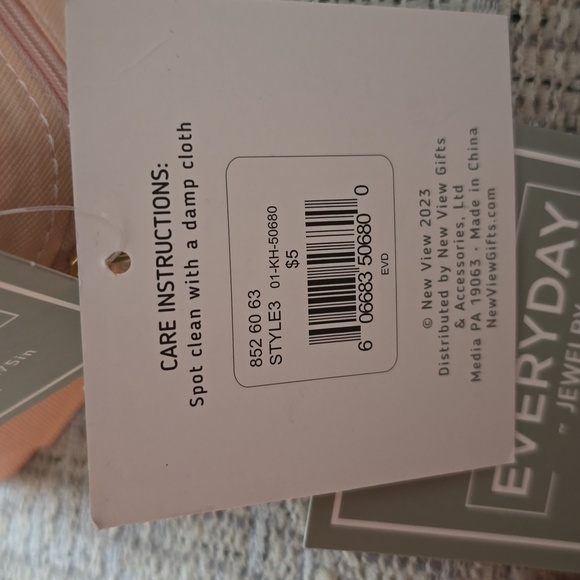 CARE INSTRUCTIONS:
Spot clean with a damp cloth
852 60 63
STYLE3 01-KH-50680
$5
6 06683 50680 0
EVD
© New View 2023
Distributed by New View Gifts
& Accessories, Ltd
Media PA 19063 · Made in China
NewViewGifts.com
EVERYDAY
JEWELRY
75in